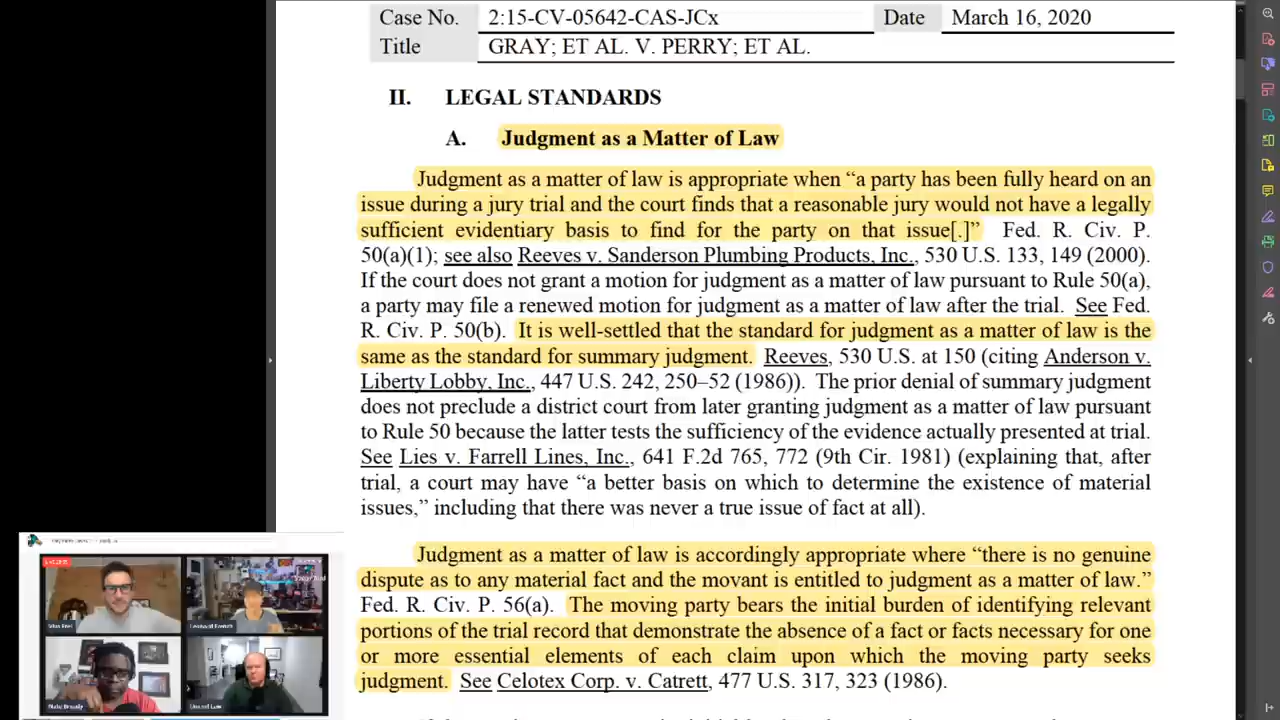 Case No. 2:15-CV-05642-CAS-JCx Date March 16, 2020
Title GRAY; ET AL. V. PERRY; ET AL.
II. LEGAL STANDARDS
A. Judgment as a Matter of Law
Judgment as a matter of law is appropriate when “a party has been fully heard on an
issue during a jury trial and the court finds that a reasonable jury would not have a legally
sufficient evidentiary basis to find for the party on that issue[.]” Fed. R. Civ. P.
50(a)(1); see also Reeves v. Sanderson Plumbing Products, Inc., 530 U.S. 133, 149 (2000).
If the court does not grant a motion for judgment as a matter of law pursuant to Rule 50(a),
a party may file a renewed motion for judgment as a matter of law after the trial. See Fed.
R. Civ. P. 50(b). It is well-settled that the standard for judgment as a matter of law is the
same as the standard for summary judgment. Reeves, 530 U.S. at 150 (citing Anderson v.
Liberty Lobby, Inc., 447 U.S. 242, 250–52 (1986)). The prior denial of summary judgment
does not preclude a district court from later granting judgment as a matter of law pursuant
to Rule 50 because the latter tests the sufficiency of the evidence actually presented at trial.
See Lies v. Farrell Lines, Inc., 641 F.2d 765, 772 (9th Cir. 1981) (explaining that, after
trial, a court may have “a better basis on which to determine the existence of material
issues,” including that there was never a true issue of fact at all).
Judgment as a matter of law is accordingly appropriate where “there is no genuine
dispute as to any material fact and the movant is entitled to judgment as a matter of law.”
Fed. R. Civ. P. 56(a). The moving party bears the initial burden of identifying relevant
portions of the trial record that demonstrate the absence of a fact or facts necessary for one
or more essential elements of each claim upon which the moving party seeks
judgment. See Celotex Corp. v. Catrett, 477 U.S. 317, 323 (1986).